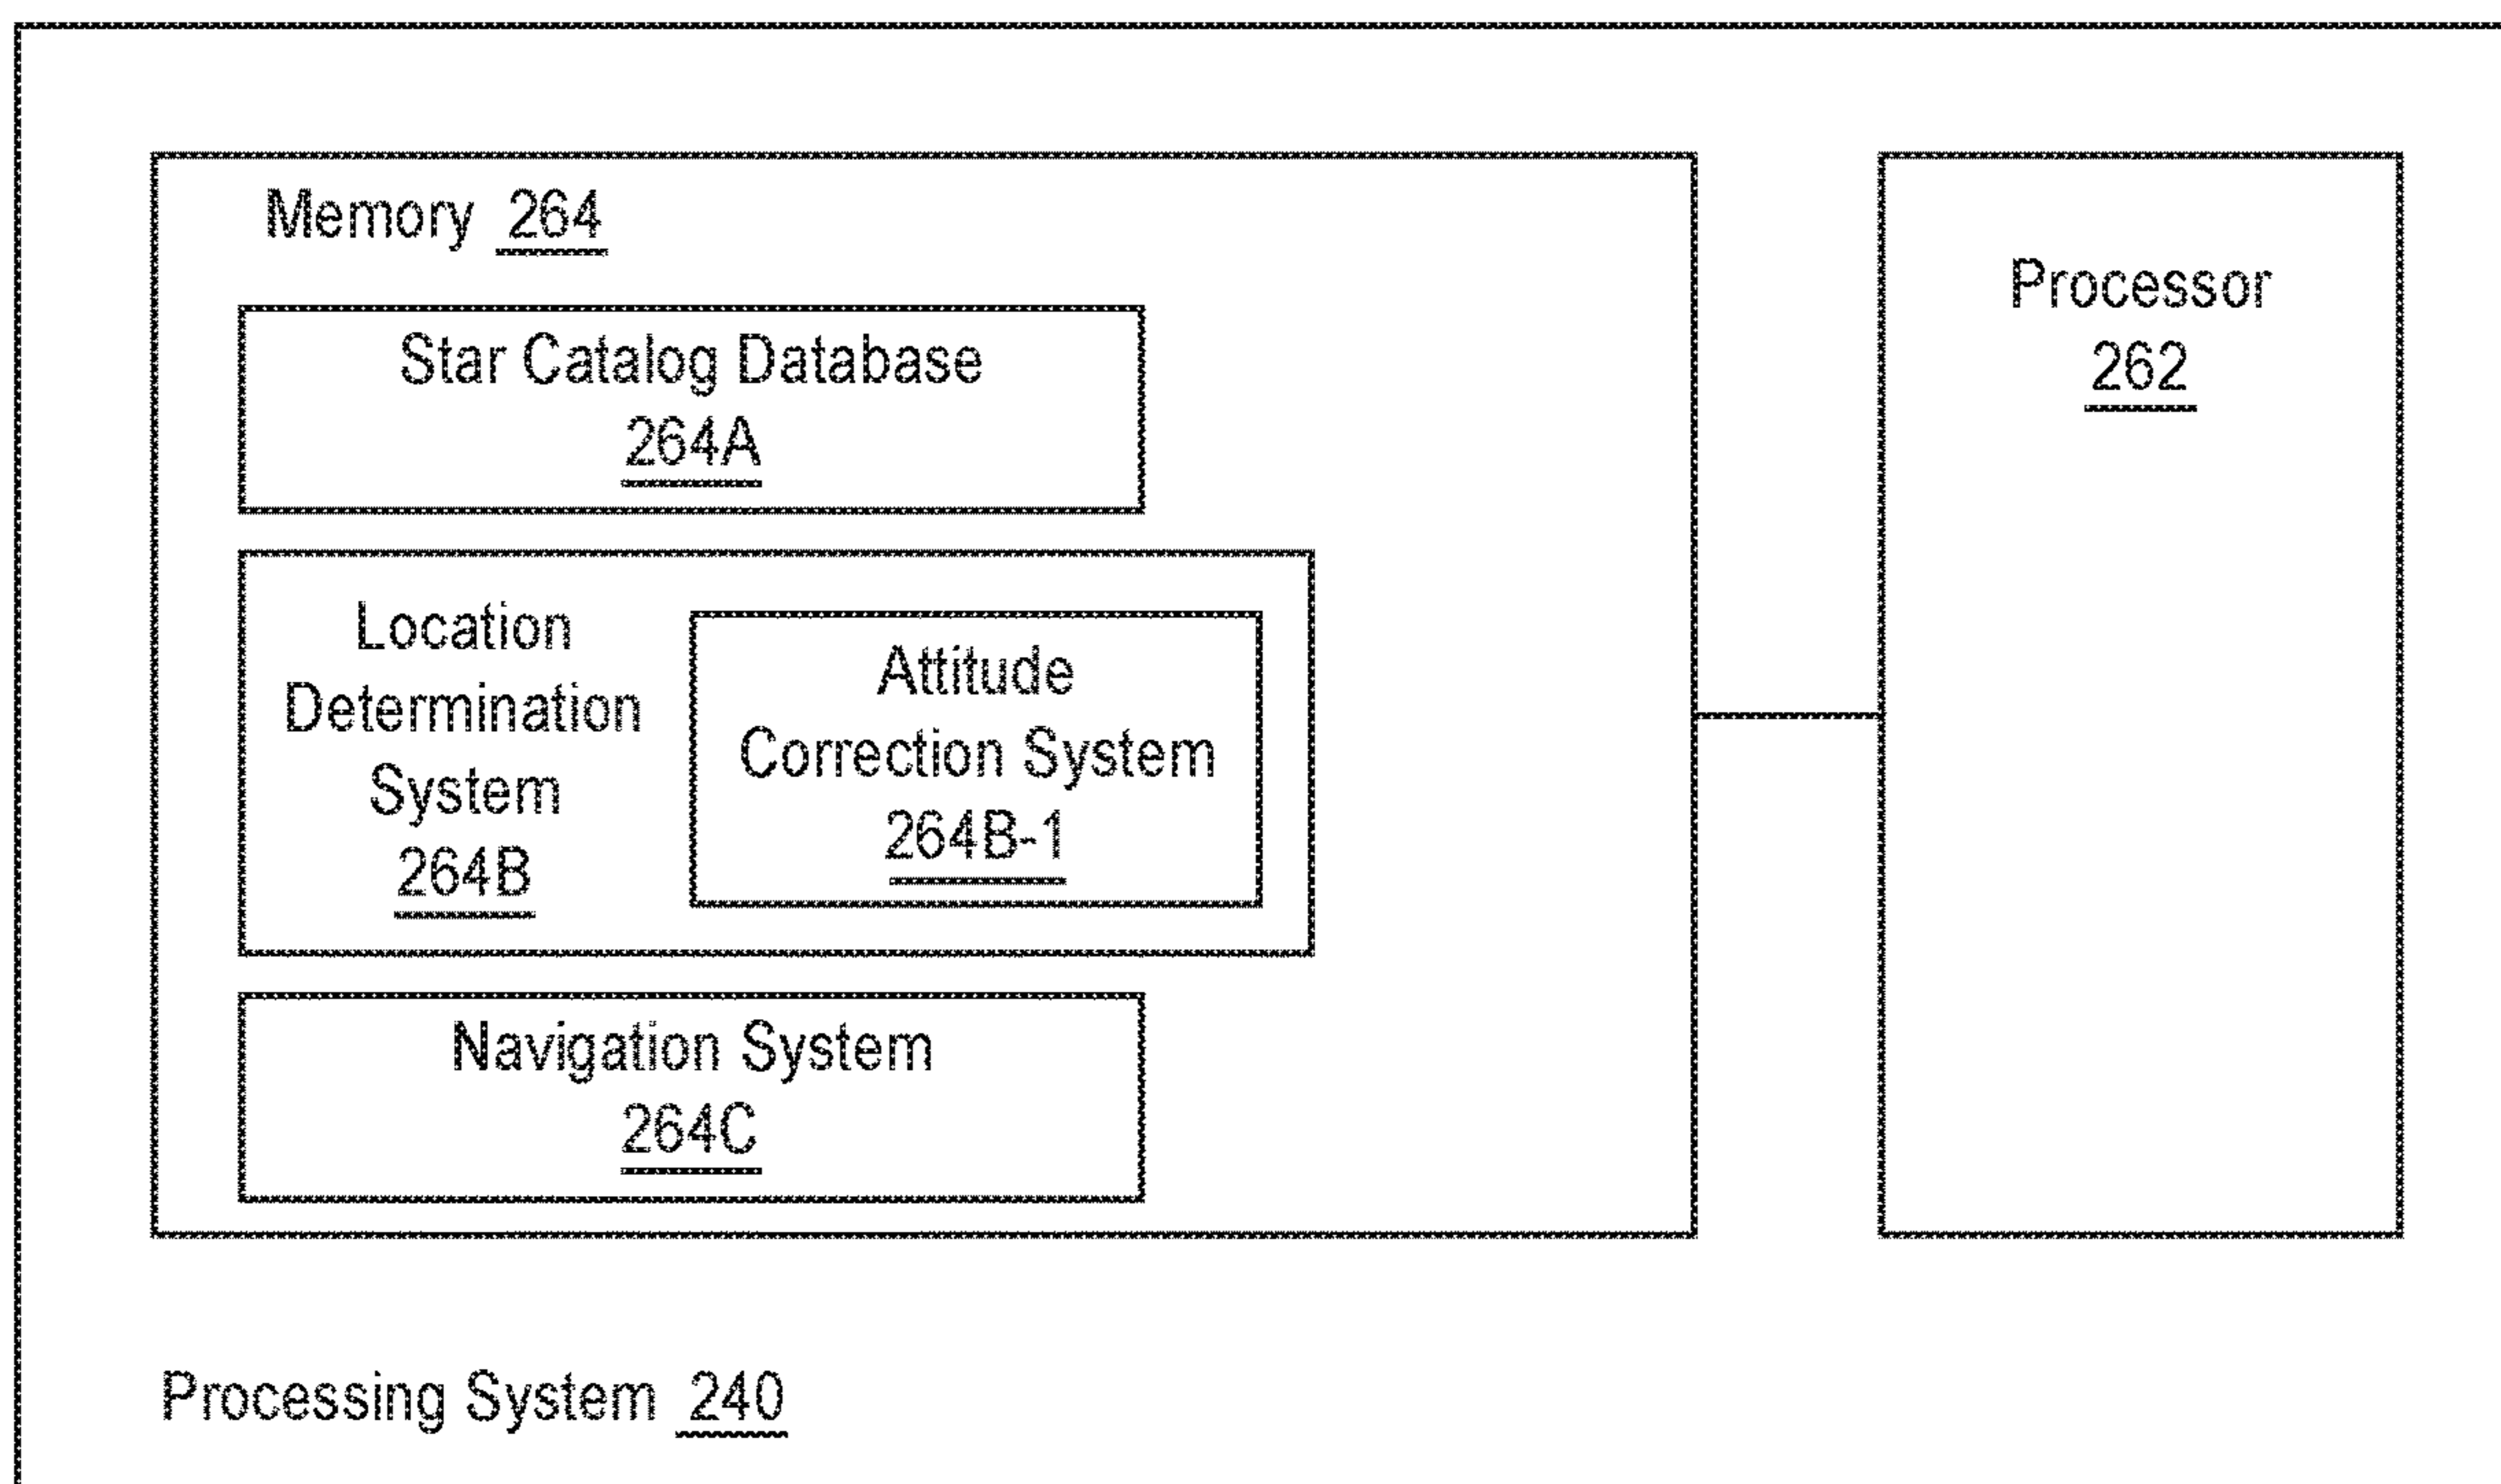 Memory 264
Star Catalog Database
264A
Location
Determination
System
264B
Attitude
Correction System
264B-1
Navigation System
264C
Processor
262
Processing System 240